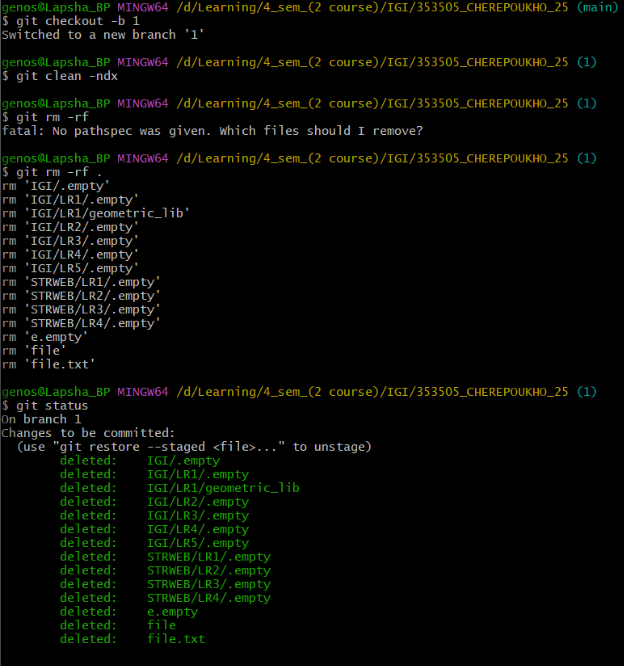 genos@Lapsha_BP MINGW64 /d/Learning/4_sem_(2 course)/IGI/353505_CHEREPOUKHO_25 (main)
$ git checkout -b 1
Switched to a new branch '1'
genos@Lapsha_BP MINGW64 /d/Learning/4_sem_(2 course)/IGI/353505_CHEREPOUKHO_25 (1)
$ git clean -ndx
genos@Lapsha_BP MINGW64 /d/Learning/4_sem_(2 course)/IGI/353505_CHEREPOUKHO_25 (1)
$ git rm -rf
fatal: No pathspec was given. Which files should I remove?
genos@Lapsha_BP MINGW64 /d/Learning/4_sem_(2 course)/IGI/353505_CHEREPOUKHO_25 (1)
$ git rm -rf .
rm 'IGI/.empty'
rm 'IGI/LR1/.empty'
rm 'IGI/LR1/geometric_lib'
rm 'IGI/LR2/.empty'
rm 'IGI/LR3/.empty'
rm 'IGI/LR4/.empty'
rm 'IGI/LR5/.empty'
rm 'STRWEB/LR1/.empty'
rm 'STRWEB/LR2/.empty'
rm 'STRWEB/LR3/.empty'
rm 'STRWEB/LR4/.empty'
rm 'e.empty'
rm 'file'
rm 'file.txt'
genos@Lapsha_BP MINGW64 /d/Learning/4_sem_(2 course)/IGI/353505_CHEREPOUKHO_25 (1)
$ git status
On branch 1
Changes to be committed:
  (use "git restore --staged <file>..." to unstage)
        deleted:    IGI/.empty
        deleted:    IGI/LR1/.empty
        deleted:    IGI/LR1/geometric_lib
        deleted:    IGI/LR2/.empty
        deleted:    IGI/LR3/.empty
        deleted:    IGI/LR4/.empty
        deleted:    IGI/LR5/.empty
        deleted:    STRWEB/LR1/.empty
        deleted:    STRWEB/LR2/.empty
        deleted:    STRWEB/LR3/.empty
        deleted:    STRWEB/LR4/.empty
        deleted:    e.empty
        deleted:    file
        deleted:    file.txt